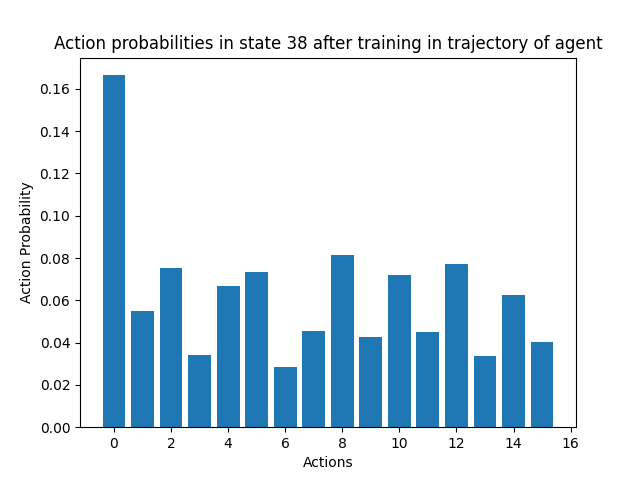 Action probabilities in state 38 after training in trajectory of agent
0.16
0.14
0.12
0.10
0.08
0.06
0.04
0.02
0.00
Action Probability
0 2 4 6 8 10 12 14 16
Actions